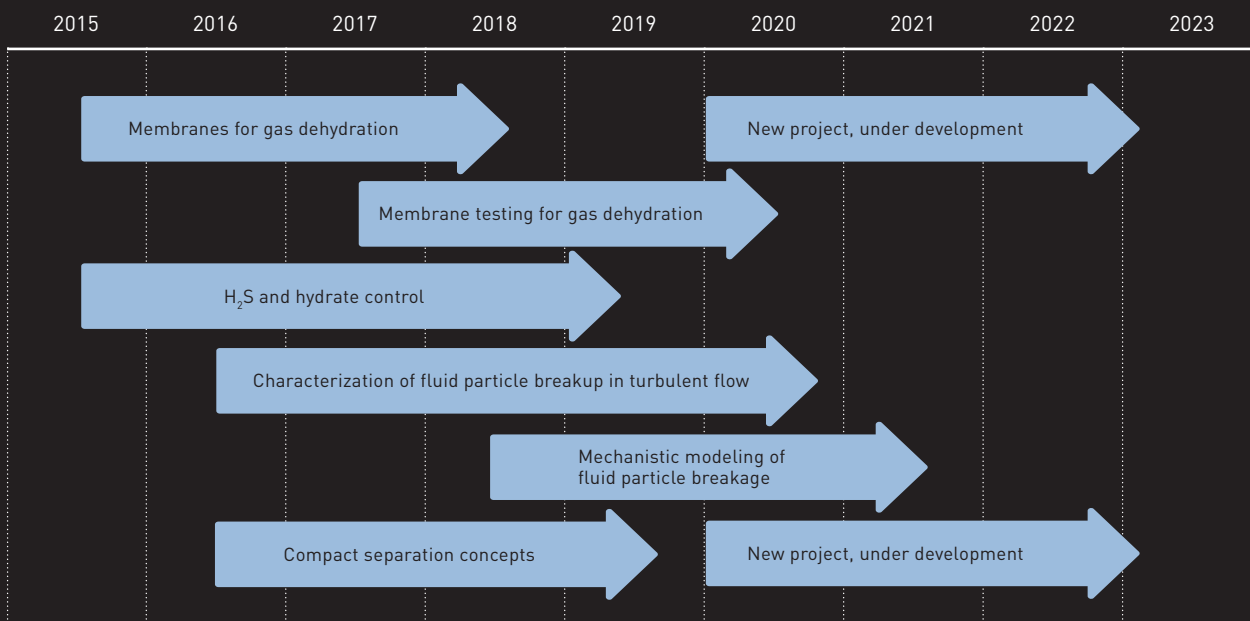 2015 2016 2017 2018 2019 2020 2021 2022 2023
Membranes for gas dehydration
New project, under development
Membrane testing for gas dehydration
H₂S and hydrate control
Characterization of fluid particle breakup in turbulent flow
Mechanistic modeling of
fluid particle breakage
Compact separation concepts
New project, under development